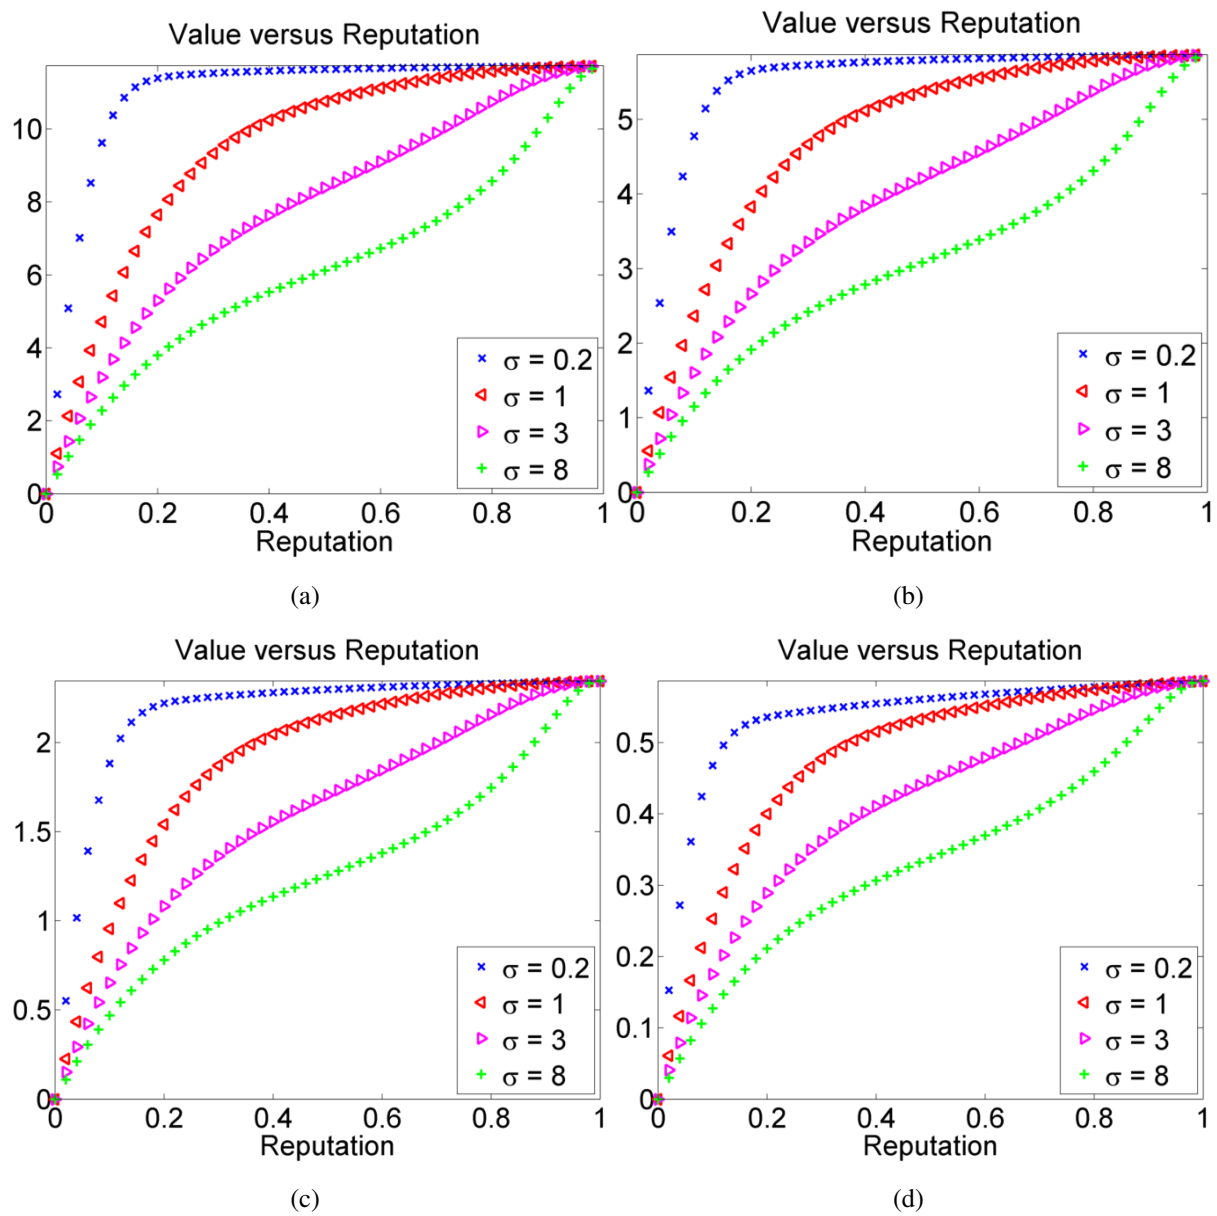 Value versus Reputation
10
8
6
4
2
0
0 0.2 0.4 0.6 0.8 1
Reputation
σ = 0.2
σ = 1
σ = 3
σ = 8
(a)
Value versus Reputation
5
4
3
2
1
0
0 0.2 0.4 0.6 0.8 1
Reputation
σ = 0.2
σ = 1
σ = 3
σ = 8
(b)
Value versus Reputation
2
1.5
1
0.5
0
0 0.2 0.4 0.6 0.8 1
Reputation
σ = 0.2
σ = 1
σ = 3
σ = 8
(c)
Value versus Reputation
0.5
0.4
0.3
0.2
0.1
0
0 0.2 0.4 0.6 0.8 1
Reputation
σ = 0.2
σ = 1
σ = 3
σ = 8
(d)